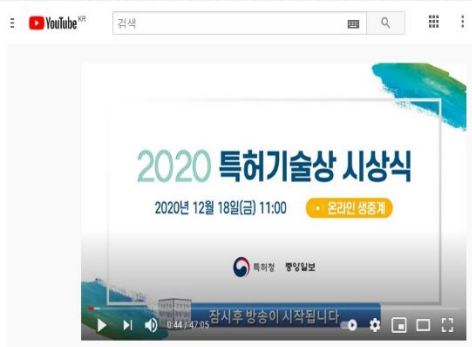 YouTube KR
검색
2020 특허기술상 시상식
2020년 12월 18일(금) 11:00 • 온라인 생중계
특허청 중앙일보
잠시후 방송이 시작됩니다
0:44 / 47:05